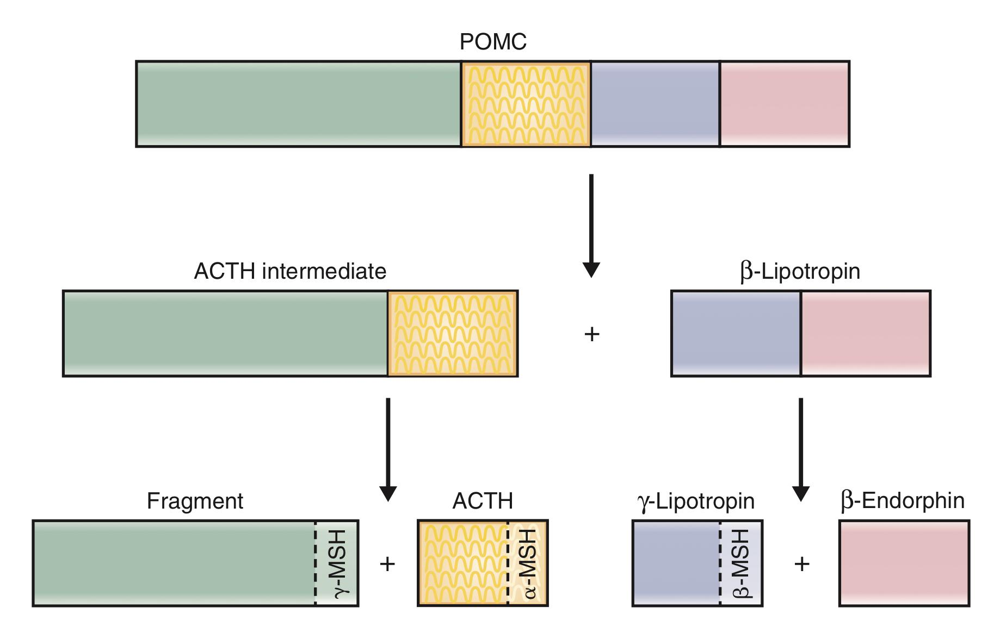 POMC
ACTH intermediate
β-Lipotropin
+
Fragment
ACTH
γ-Lipotropin
β-Endorphin
γ-MSH
+
α-MSH
β-MSH
+